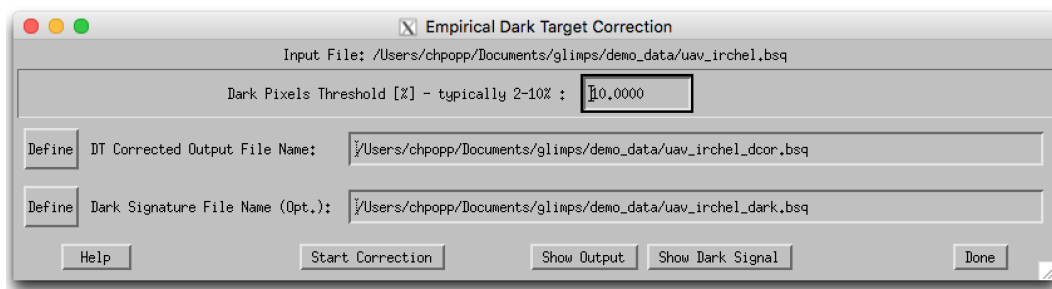 Empirical Dark Target Correction
Input File: /Users/chpopp/Documents/glimps/demo_data/uav_irchel.bsq
Dark Pixels Threshold [%] - typically 2-10% : 10.0000
Define DT Corrected Output File Name: /Users/chpopp/Documents/glimps/demo_data/uav_irchel_dcor.bsq
Define Dark Signature File Name (Opt.): /Users/chpopp/Documents/glimps/demo_data/uav_irchel_dark.bsq
Help Start Correction Show Output Show Dark Signal Done